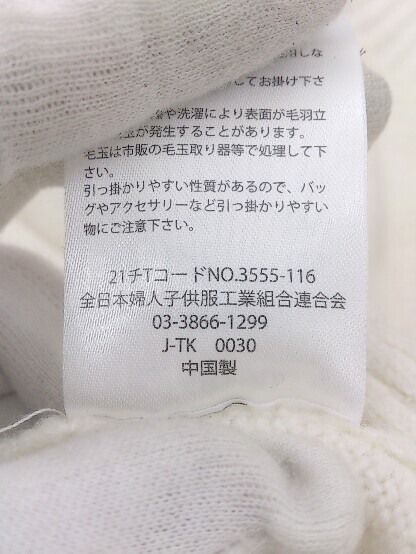 用しな
してお掛け下さ
や洗濯により表面が毛羽立
玉が発生することがあります。
毛玉は市販の毛玉取り器等で処理して下
さい。
引っ掛かりやすい性質があるので、バッ
グやアクセサリーなど引っ掛かりやすい
物にご注意下さい。
21チTコードNO.3555-116
全日本婦人子供服工業組合連合会
03-3866-1299
J-TK 0030
中国製